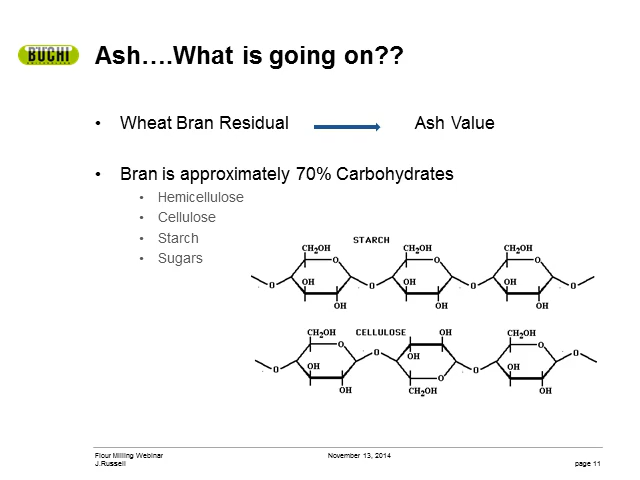 BUCHI
Ash….What is going on??
• Wheat Bran Residual Ash Value
• Bran is approximately 70% Carbohydrates
• Hemicellulose
• Cellulose
• Starch
• Sugars
STARCH
CH₂OH CH₂OH CH₂OH
O O O
OH OH OH
O O O O
OH OH OH
CH₂OH CELLULOSE OH CH₂OH
O O O O
OH OH OH
O O O
OH CH₂OH OH
Flour Milling Webinar November 13, 2014
J.Russell page 11